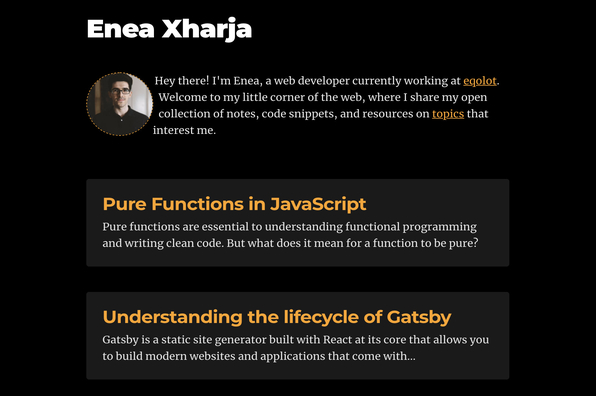 Enea Xharja
Hey there! I'm Enea, a web developer currently working at eqolot.
Welcome to my little corner of the web, where I share my open
collection of notes, code snippets, and resources on topics that
interest me.
Pure Functions in JavaScript
Pure functions are essential to understanding functional programming
and writing clean code. But what does it mean for a function to be pure?
Understanding the lifecycle of Gatsby
Gatsby is a static site generator built with React at its core that allows you
to build modern websites and applications that come with...